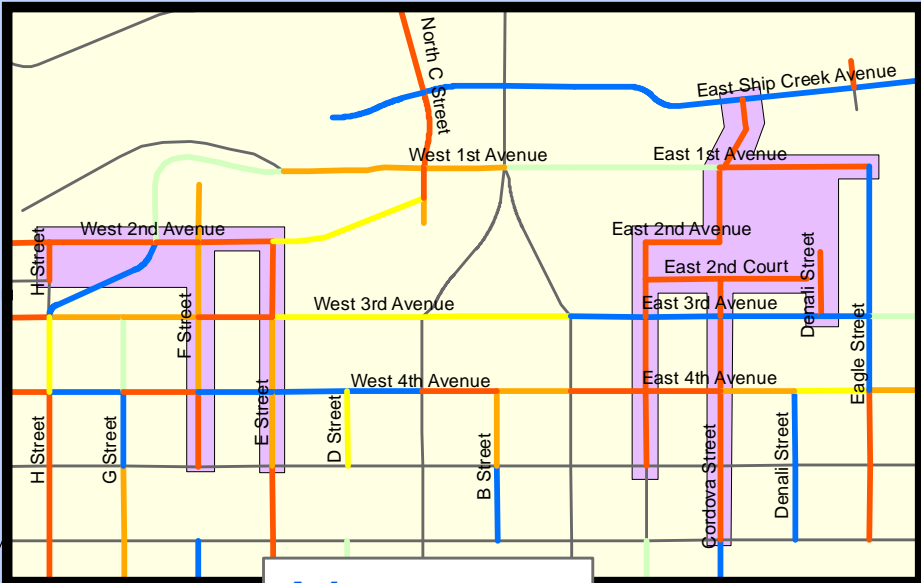 North C Street
East Ship Creek Avenue
West 1st Avenue
East 1st Avenue
H Street
West 2nd Avenue
East 2nd Avenue
East 2nd Court
Denali Street
West 3rd Avenue
East 3rd Avenue
F Street
Eagle Street
West 4th Avenue
East 4th Avenue
H Street
G Street
E Street
D Street
B Street
Cordova Street
Denali Street